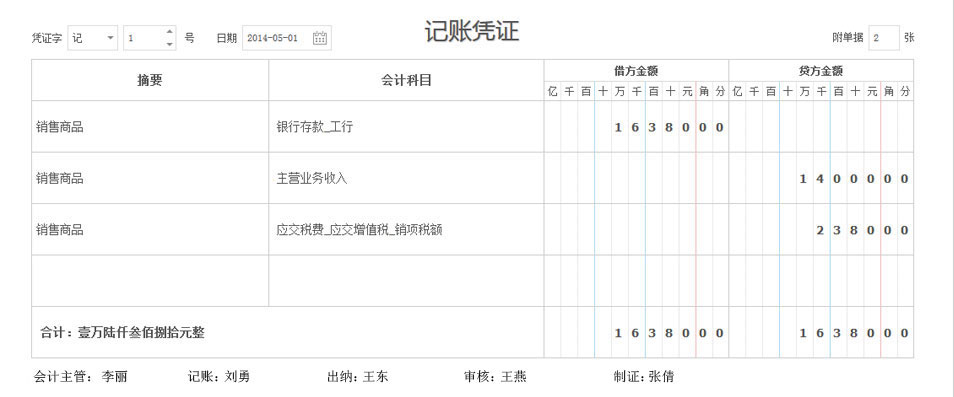 记账凭证
凭证字 记 1 号 日期 2014-05-01 附单据 2 张
摘要 会计科目 借方金额 贷方金额
亿 千 百 十 万 千 百 十 元 角 分 亿 千 百 十 万 千 百 十 元 角 分
销售商品 银行存款_工行 1 6 3 8 0 0 0
销售商品 主营业务收入 1 4 0 0 0 0 0
销售商品 应交税费_应交增值税_销项税额 2 3 8 0 0 0
合计：壹万陆仟叁佰捌拾元整 1 6 3 8 0 0 0 1 6 3 8 0 0 0
会计主管： 李丽 记账：刘勇 出纳：王东 审核：王燕 制证：张倩